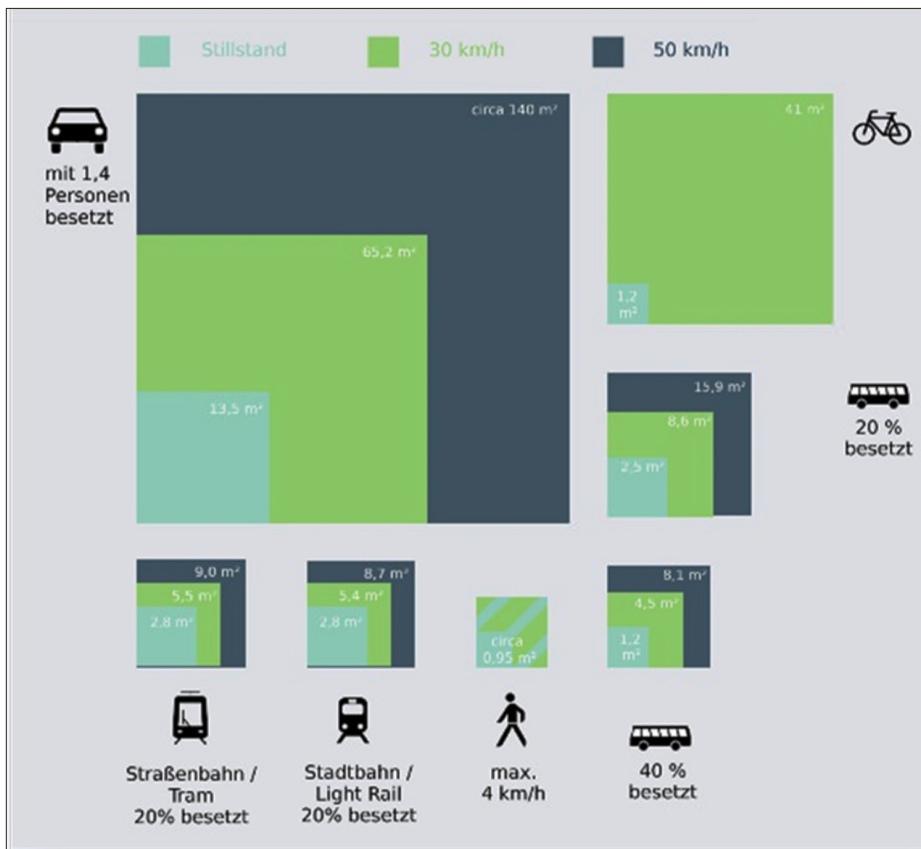 Stillstand
30 km/h
50 km/h
circa 140 m²
65,2 m²
13,5 m²
mit 1,4
Personen
besetzt
41 m²
1,2
m²
15,9 m²
8,6 m²
2,5 m²
20 %
besetzt
9,0 m²
5,5 m²
2,8 m²
Straßenbahn /
Tram
20% besetzt
8,7 m²
5,4 m²
2,8 m²
Stadtbahn /
Light Rail
20% besetzt
circa
0,95 m²
max.
4 km/h
8,1 m²
4,5 m²
1,2
m²
40 %
besetzt